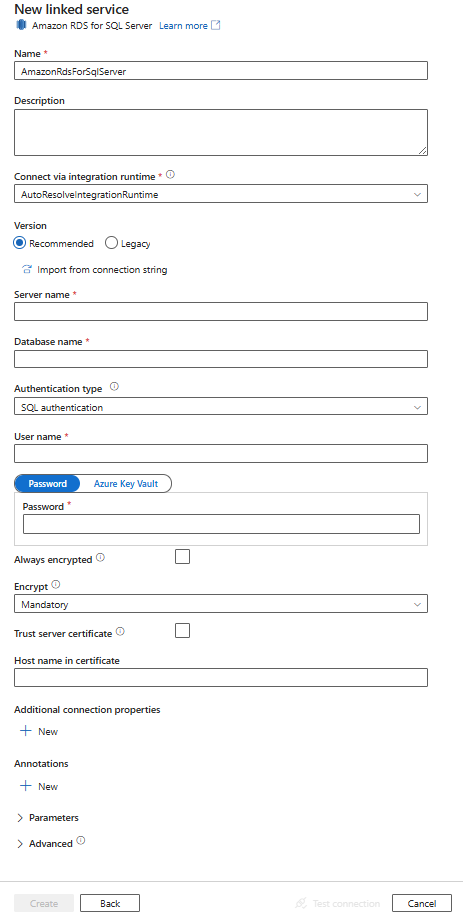 New linked service
Amazon RDS for SQL Server Learn more
Name *
AmazonRdsForSqlServer
Description
Connect via integration runtime *
AutoResolveIntegrationRuntime
Version
Recommended Legacy
Import from connection string
Server name *
Database name *
Authentication type
SQL authentication
User name *
Password Azure Key Vault
Password *
Always encrypted
Encrypt
Mandatory
Trust server certificate
Host name in certificate
Additional connection properties
New
Annotations
New
Parameters
Advanced
Create Back Test connection Cancel